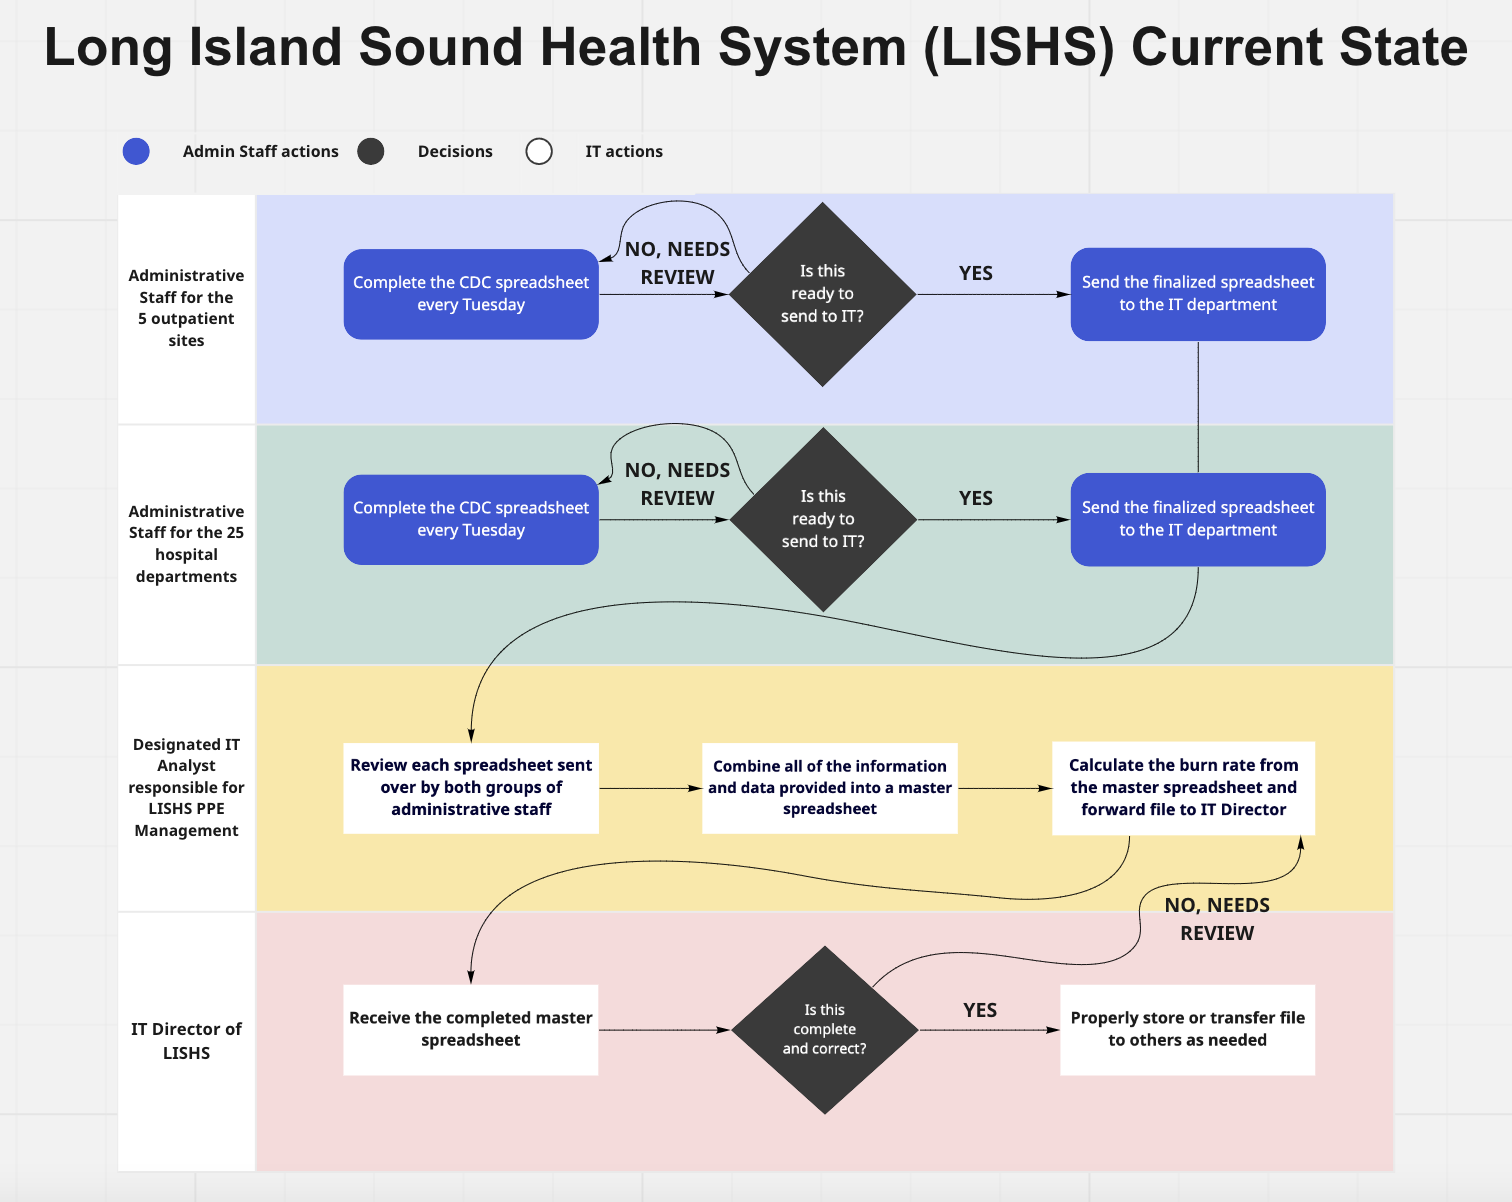 Long Island Sound Health System (LISHS) Current State
Admin Staff actions
Decisions
IT actions
Administrative
Staff for the
5 outpatient
sites
Complete the CDC spreadsheet
every Tuesday
NO, NEEDS
REVIEW
Is this
ready to
send to IT?
YES
Send the finalized spreadsheet
to the IT department
Administrative
Staff for the 25
hospital
departments
Complete the CDC spreadsheet
every Tuesday
NO, NEEDS
REVIEW
Is this
ready to
send to IT?
YES
Send the finalized spreadsheet
to the IT department
Designated IT
Analyst
responsible for
LISHS PPE
Management
Review each spreadsheet sent
over by both groups of
administrative staff
Combine all of the information
and data provided into a master
spreadsheet
Calculate the burn rate from
the master spreadsheet and
forward file to IT Director
IT Director of
LISHS
Receive the completed master
spreadsheet
Is this
complete
and correct?
NO, NEEDS
REVIEW
YES
Properly store or transfer file
to others as needed